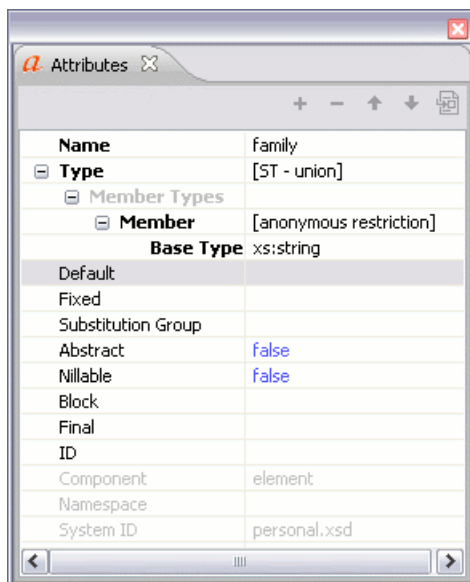 a Attributes
Name family
Type [ST - union]
Member Types
Member [anonymous restriction]
Base Type xs:string
Default
Fixed
Substitution Group
Abstract false
Nillable false
Block
Final
ID
Component element
Namespace
System ID personal.xsd